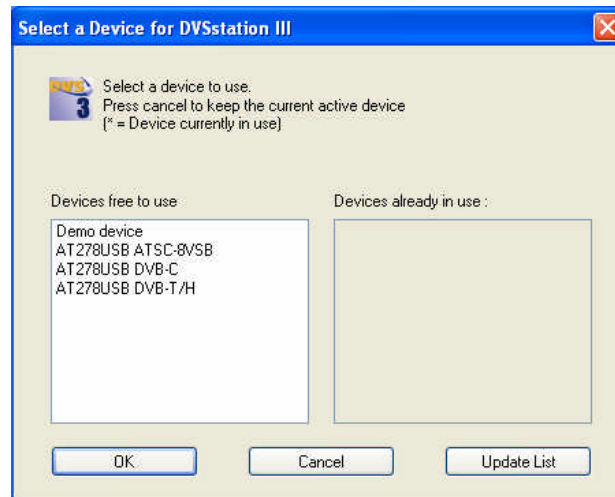 Select a Device for DVSstation III
DVS
3
Select a device to use.
Press cancel to keep the current active device
(* = Device currently in use)
Devices free to use
Devices already in use :
Demo device
AT278USB ATSC-8VSB
AT278USB DVB-C
AT278USB DVB-T/H
OK
Cancel
Update List